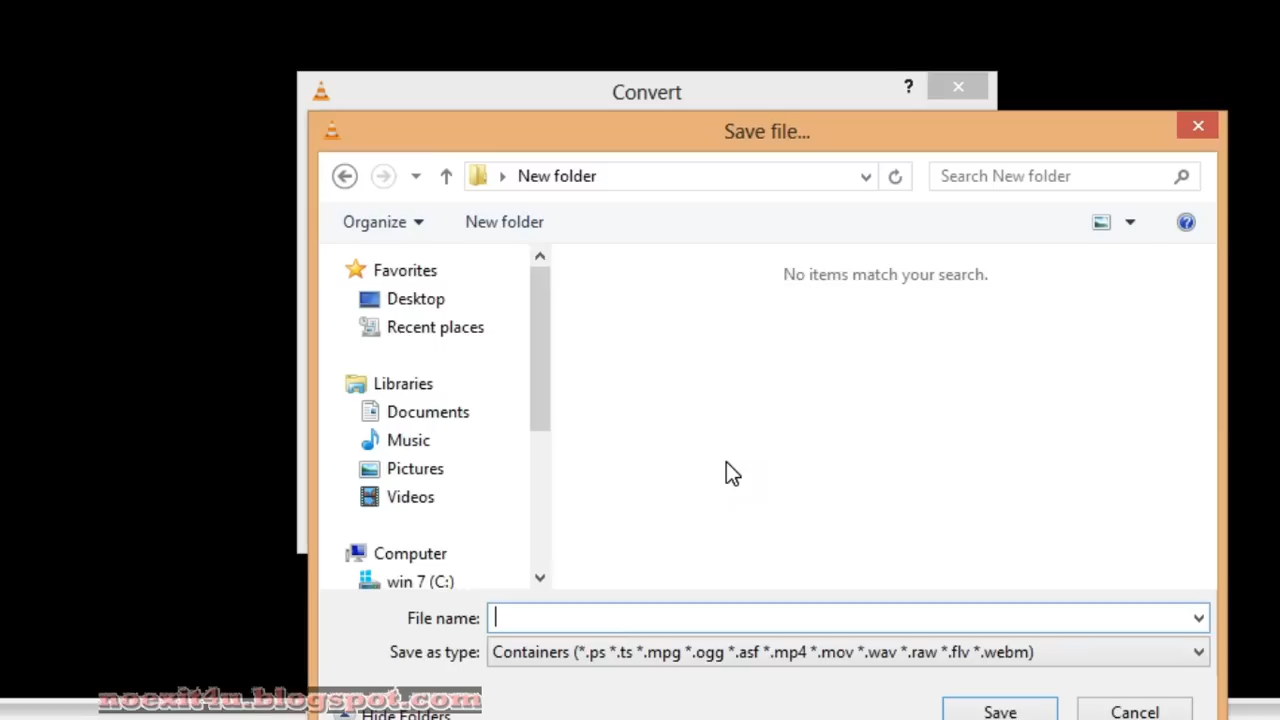 Convert
?
Save file...
New folder
Search New folder
Organize
New folder
Favorites
No items match your search.
Desktop
Recent places
Libraries
Documents
Music
Pictures
Videos
Computer
win 7 (C:)
File name:
Save as type: Containers (*.ps *.ts *.mpg *.ogg *.asf *.mp4 *.mov *.wav *.raw *.flv *.webm)
noexit4u.blogspot.com
Hide Folders
Save
Cancel